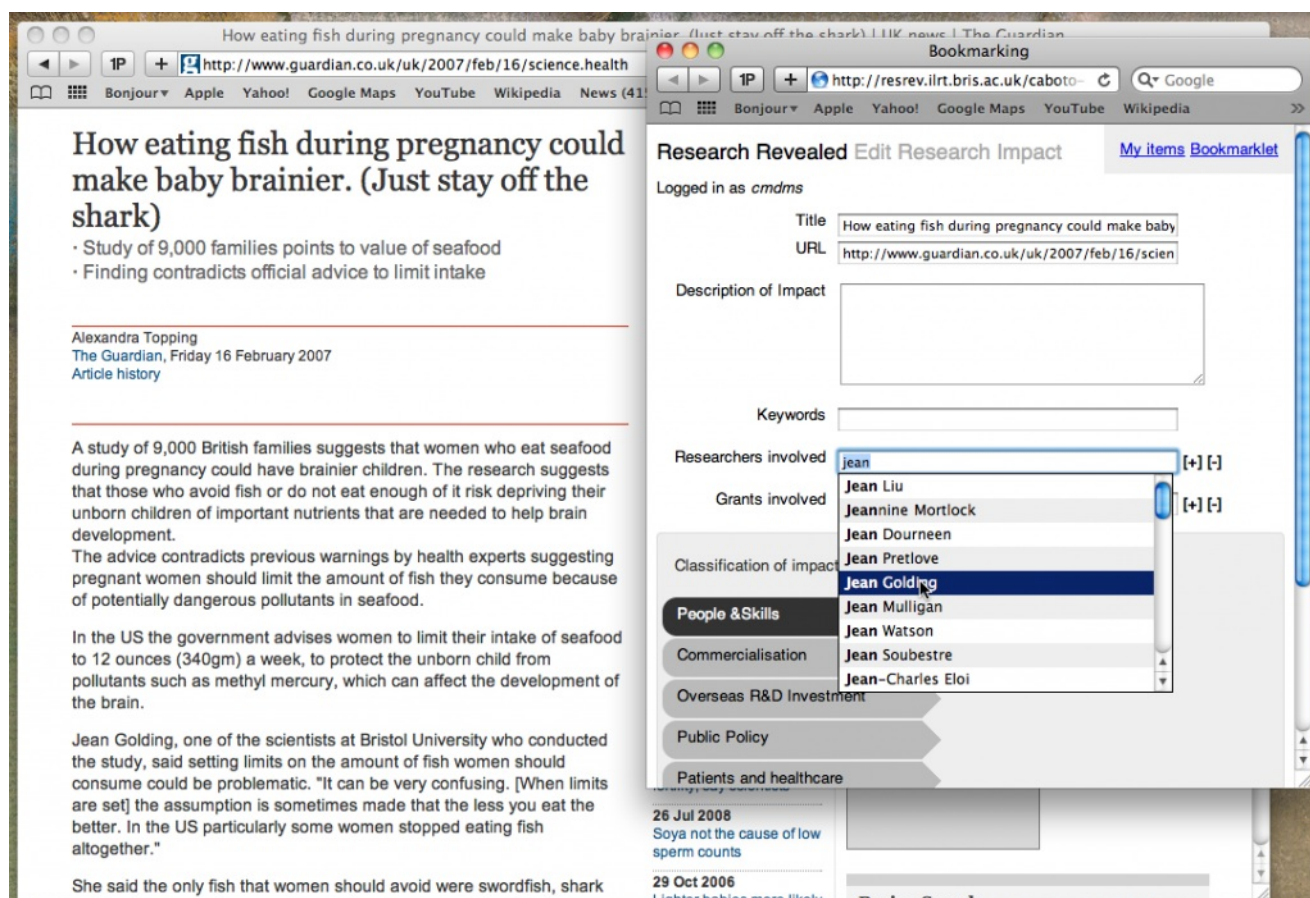 How eating fish during pregnancy could make baby brainier. (Just stay off the shark) | UK news | The Guardian
1P
+
http://www.guardian.co.uk/uk/2007/feb/16/science.health
Bonjour Apple Yahoo! Google Maps YouTube Wikipedia News (41
How eating fish during pregnancy could
make baby brainier. (Just stay off the
shark)
· Study of 9,000 families points to value of seafood
· Finding contradicts official advice to limit intake
Alexandra Topping
The Guardian, Friday 16 February 2007
Article history
A study of 9,000 British families suggests that women who eat seafood
during pregnancy could have brainier children. The research suggests
that those who avoid fish or do not eat enough of it risk depriving their
unborn children of important nutrients that are needed to help brain
development.
The advice contradicts previous warnings by health experts suggesting
pregnant women should limit the amount of fish they consume because
of potentially dangerous pollutants in seafood.
In the US the government advises women to limit their intake of seafood
to 12 ounces (340gm) a week, to protect the unborn child from
pollutants such as methyl mercury, which can affect the development of
the brain.
Jean Golding, one of the scientists at Bristol University who conducted
the study, said setting limits on the amount of fish women should
consume could be problematic. "It can be very confusing. [When limits
are set] the assumption is sometimes made that the less you eat the
better. In the US particularly some women stopped eating fish
altogether."
She said the only fish that women should avoid were swordfish, shark
Bookmarking
1P
+
http://resrev.ilrt.bris.ac.uk/caboto-
Google
Bonjour Apple Yahoo! Google Maps YouTube Wikipedia
Research Revealed Edit Research Impact
My items Bookmarklet
Logged in as cmdms
Title How eating fish during pregnancy could make baby
URL http://www.guardian.co.uk/uk/2007/feb/16/scien
Description of Impact
Keywords
Researchers involved jean [+] [-]
Grants involved [+] [-]
Jean Liu
Jeannine Mortlock
Jean Dourneen
Jean Pretlove
Jean Golding
Jean Mulligan
Jean Watson
Jean Soubestre
Jean-Charles Eloi
Classification of impact
People &Skills
Commercialisation
Overseas R&D Investment
Public Policy
Patients and healthcare
26 Jul 2008
Soya not the cause of low
sperm counts
29 Oct 2006